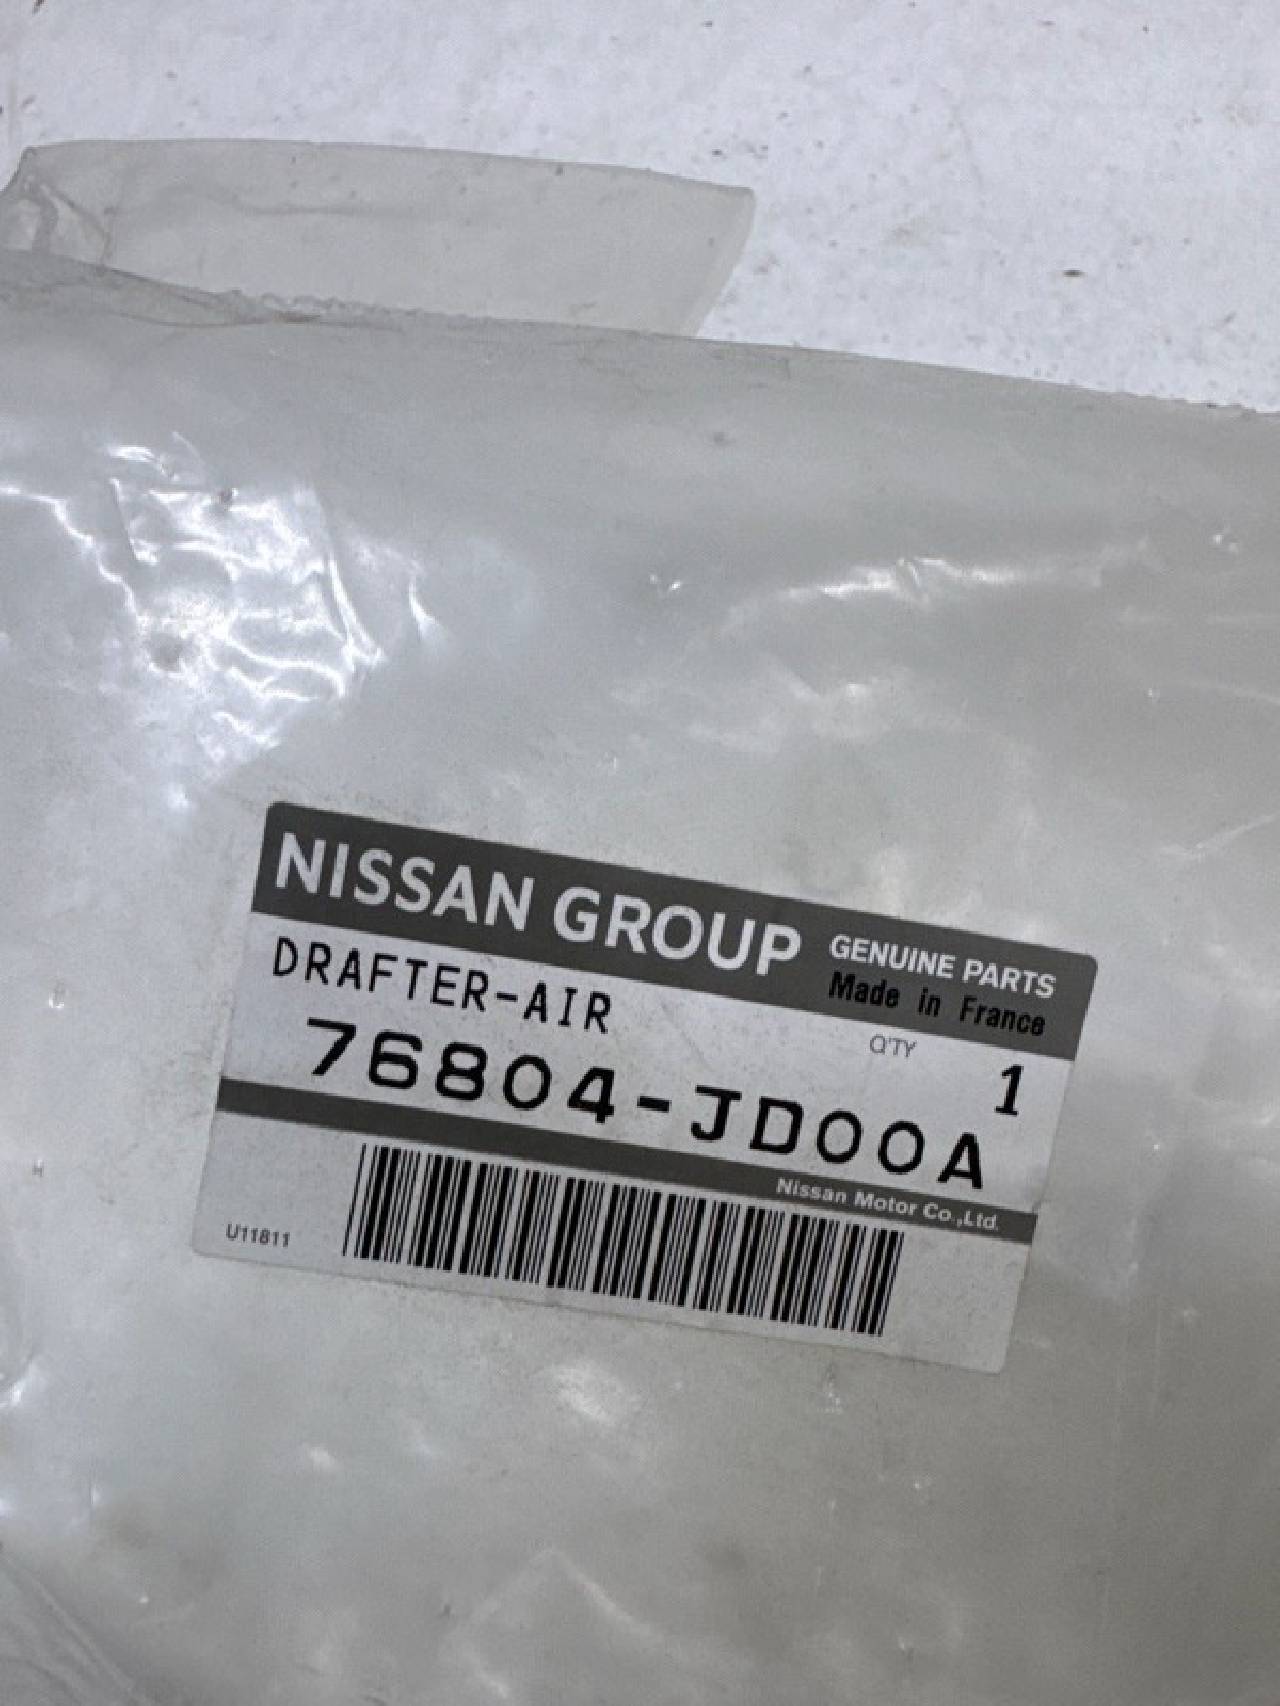 NISSAN GROUP
GENUINE PARTS
Made in France
DRAFTER-AIR
Q'TY
1
76804-JD00A
Nissan Motor Co.,Ltd.
U11811